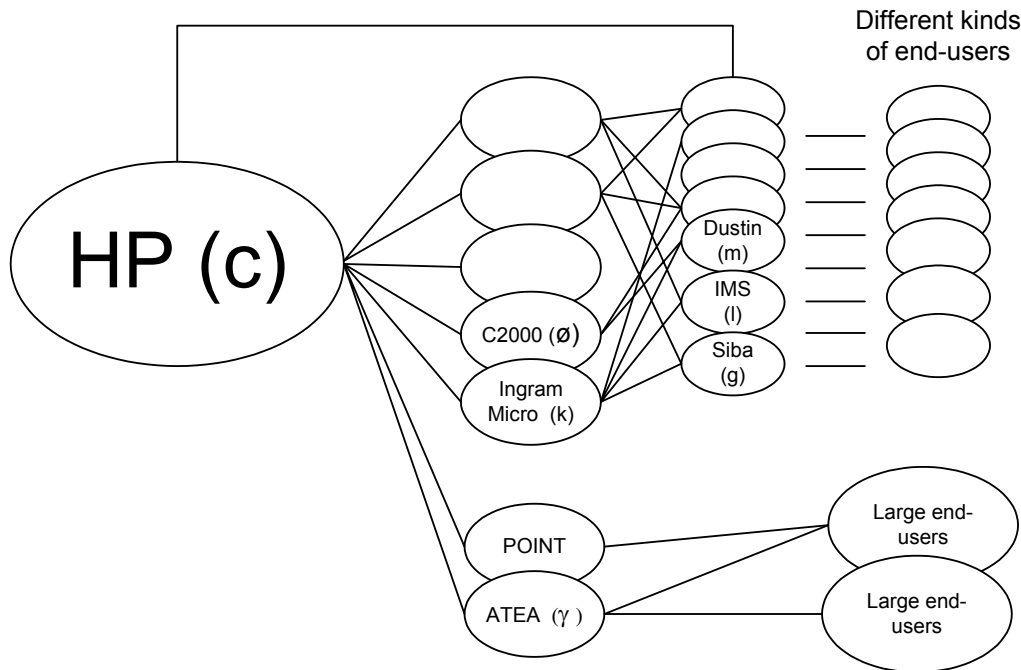 Different kinds
of end-users
HP (c)
Dustin
(m)
IMS
(l)
C2000 (ø)
Siba
(g)
Ingram
Micro (k)
POINT
Large end-
users
ATEA (γ )
Large end-
users